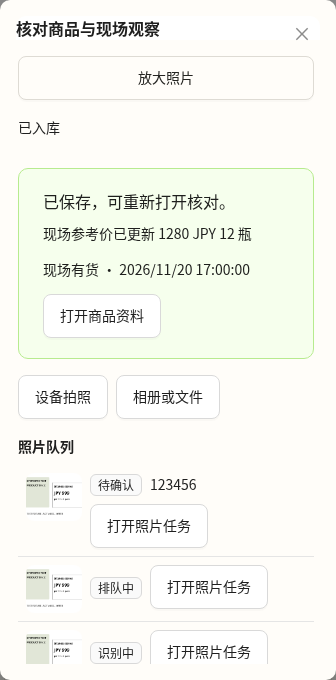 核对商品与现场观察
放大照片
已入库
已保存，可重新打开核对。
现场参考价已更新 1280 JPY 12 瓶
现场有货 · 2026/11/20 17:00:00
打开商品资料
设备拍照
相册或文件
照片队列
待确认 123456
JPY 995
打开照片任务
排队中 打开照片任务
识别中 打开照片任务